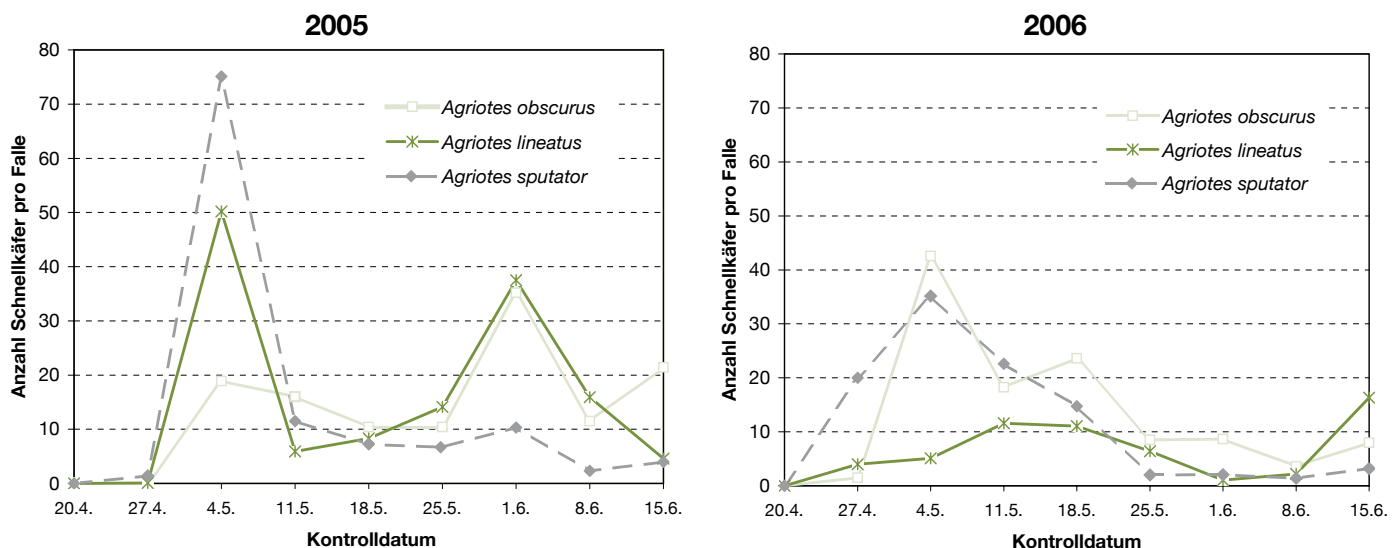 2005
80
70
60
50
40
30
20
10
0
Anzahl Schnellkäfer pro Falle
Agriotes obscurus
Agriotes lineatus
Agriotes sputator
20.4. 27.4. 4.5. 11.5. 18.5. 25.5. 1.6. 8.6. 15.6.
Kontrolldatum
2006
80
70
60
50
40
30
20
10
0
Anzahl Schnellkäfer pro Falle
Agriotes obscurus
Agriotes lineatus
Agriotes sputator
20.4. 27.4. 4.5. 11.5. 18.5. 25.5. 1.6. 8.6. 15.6.
Kontrolldatum